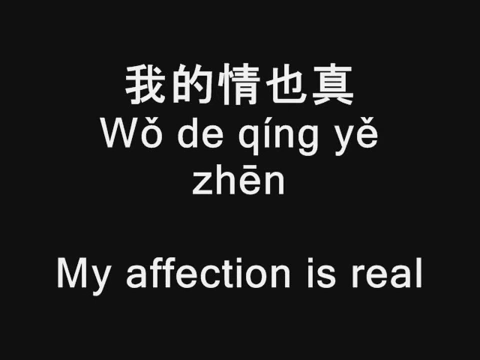 我的情也真
Wǒ de qíng yě
zhēn
My affection is real